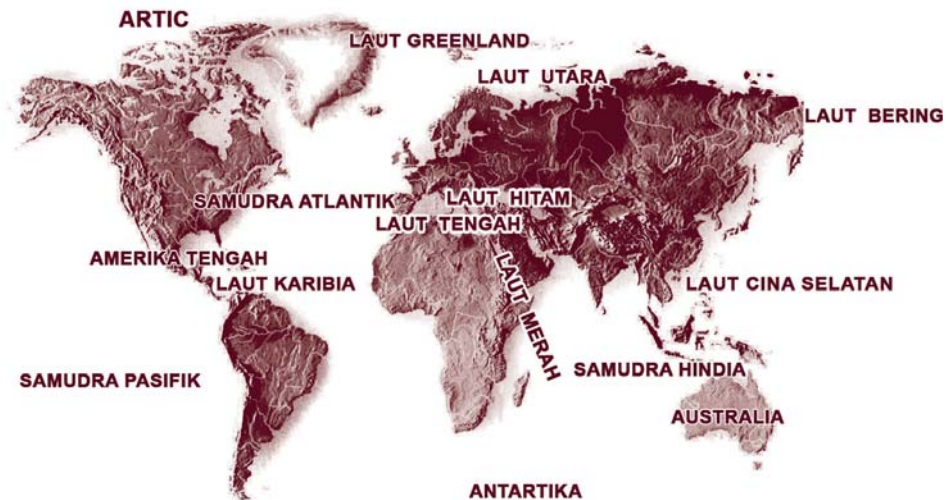 ARTIC
LAUT GREENLAND
LAUT UTARA
LAUT BERING
SAMUDRA ATLANTIK
LAUT HITAM
LAUT TENGAH
AMERIKA TENGAH
LAUT KARIBIA
LAUT MERAH
LAUT CINA SELATAN
SAMUDRA PASIFIK
SAMUDRA HINDIA
AUSTRALIA
ANTARTIKA